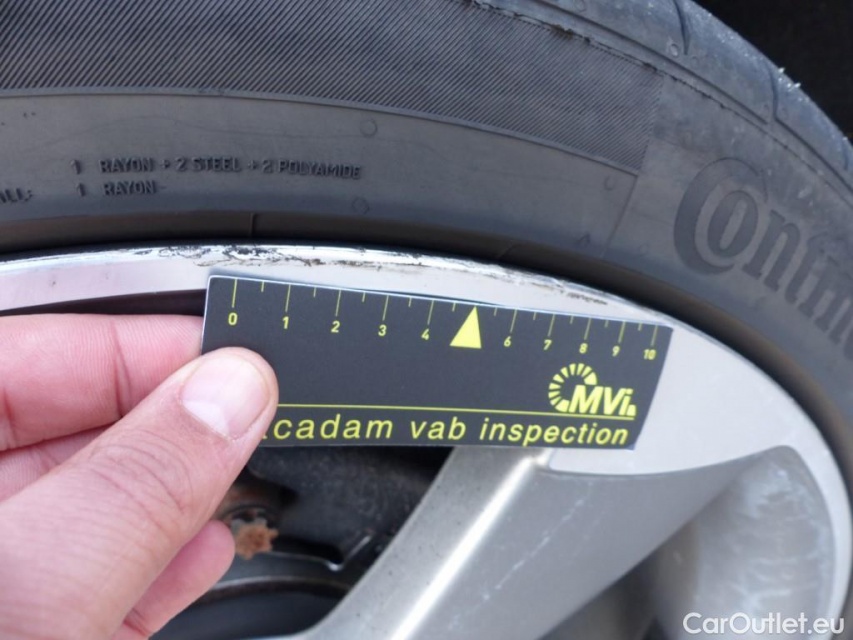 1 RAYON + 2 STEEL + 2 POLYAMIDE
1 RAYON
Contin
0 1 2 3 4 6 7 8 9 10
MVi
cadam vab inspection
CarOutlet.eu